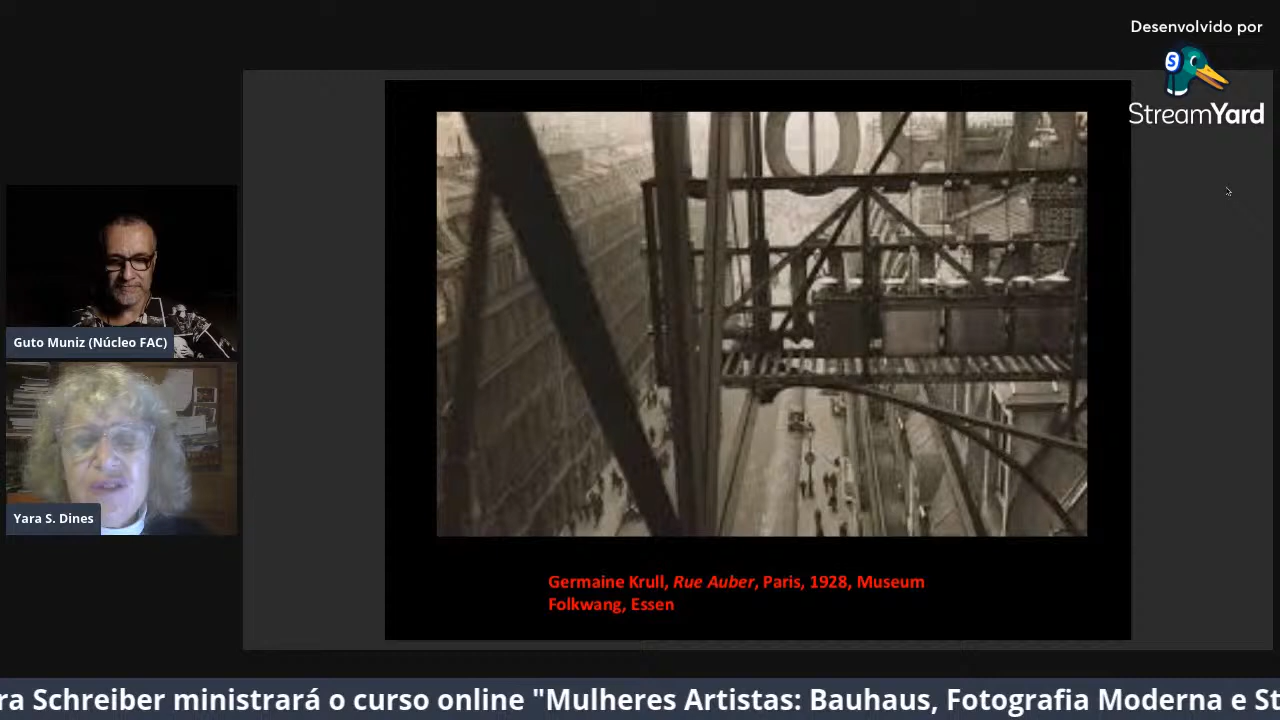 Desenvolvido por
StreamYard
Guto Muniz (Núcleo FAC)
Yara S. Dines
Germaine Krull, Rue Auber, Paris, 1928, Museum
Folkwang, Essen
ra Schreiber ministrará o curso online "Mulheres Artistas: Bauhaus, Fotografia Moderna e St